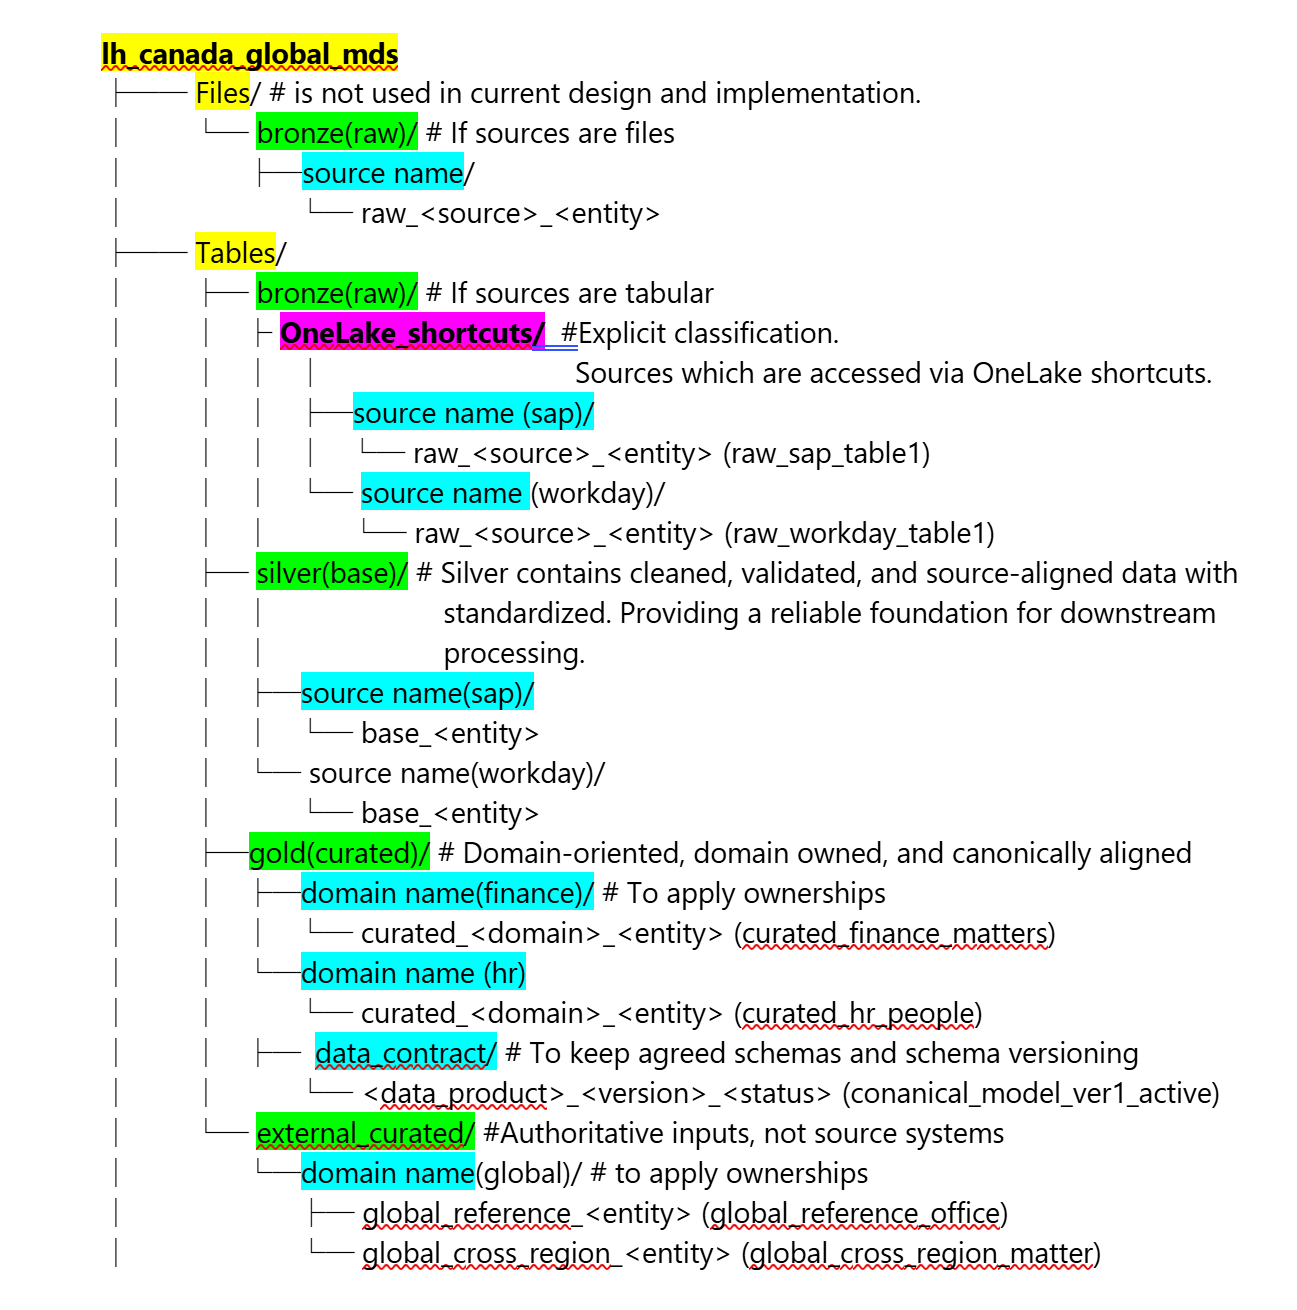 lh_canada_global_mds
├── Files/ # is not used in current design and implementation.
│ └── bronze(raw)/ # If sources are files
│ ├──source name/
│ └── raw_<source>_<entity>
├── Tables/
│ ├── bronze(raw)/ # If sources are tabular
│ │ ├ OneLake_shortcuts/ #Explicit classification.
│ │ │ │ Sources which are accessed via OneLake shortcuts.
│ │ │ ├──source name (sap)/
│ │ │ │ └── raw_<source>_<entity> (raw_sap_table1)
│ │ │ └── source name (workday)/
│ │ │ └── raw_<source>_<entity> (raw_workday_table1)
│ ├── silver(base)/ # Silver contains cleaned, validated, and source-aligned data with
│ │ │ standardized. Providing a reliable foundation for downstream
│ │ │ processing.
│ │ ├──source name(sap)/
│ │ │ └── base_<entity>
│ │ └── source name(workday)/
│ │ └── base_<entity>
│ ├──gold(curated)/ # Domain-oriented, domain owned, and canonically aligned
│ │ ├──domain name(finance)/ # To apply ownerships
│ │ │ └── curated_<domain>_<entity> (curated_finance_matters)
│ │ └──domain name (hr)
│ │ └── curated_<domain>_<entity> (curated_hr_people)
│ │ ├── data_contract/ # To keep agreed schemas and schema versioning
│ │ └── <data_product>_<version>_<status> (conanical_model_ver1_active)
│ └── external_curated/ #Authoritative inputs, not source systems
│ └──domain name(global)/ # to apply ownerships
│ ├── global_reference_<entity> (global_reference_office)
│ └── global_cross_region_<entity> (global_cross_region_matter)